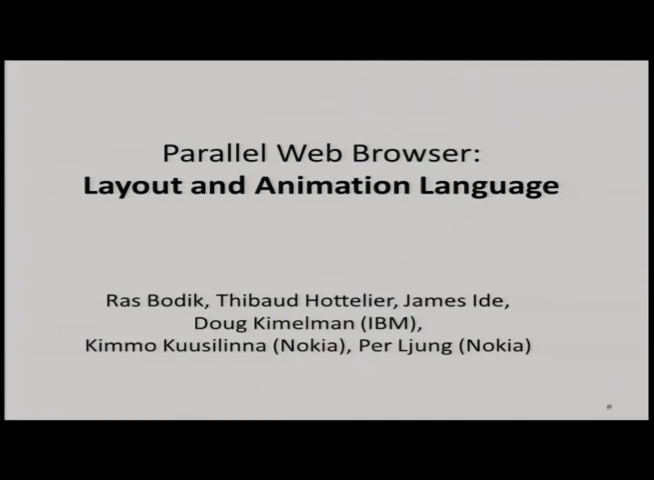 Parallel Web Browser:
Layout and Animation Language
Ras Bodik, Thibaud Hottelier, James Ide,
Doug Kimelman (IBM),
Kimmo Kuusilinna (Nokia), Per Ljung (Nokia)